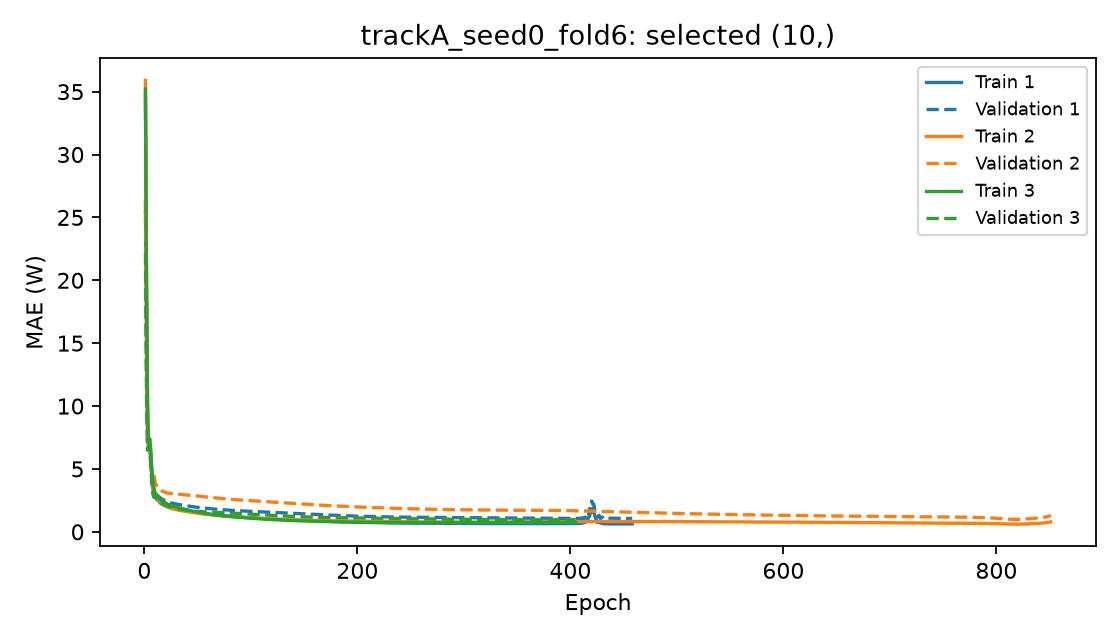 trackA_seed0_fold6: selected (10,)
35
30
25
20
15
10
5
0
MAE (W)
Train 1
Validation 1
Train 2
Validation 2
Train 3
Validation 3
0 200 400 600 800
Epoch